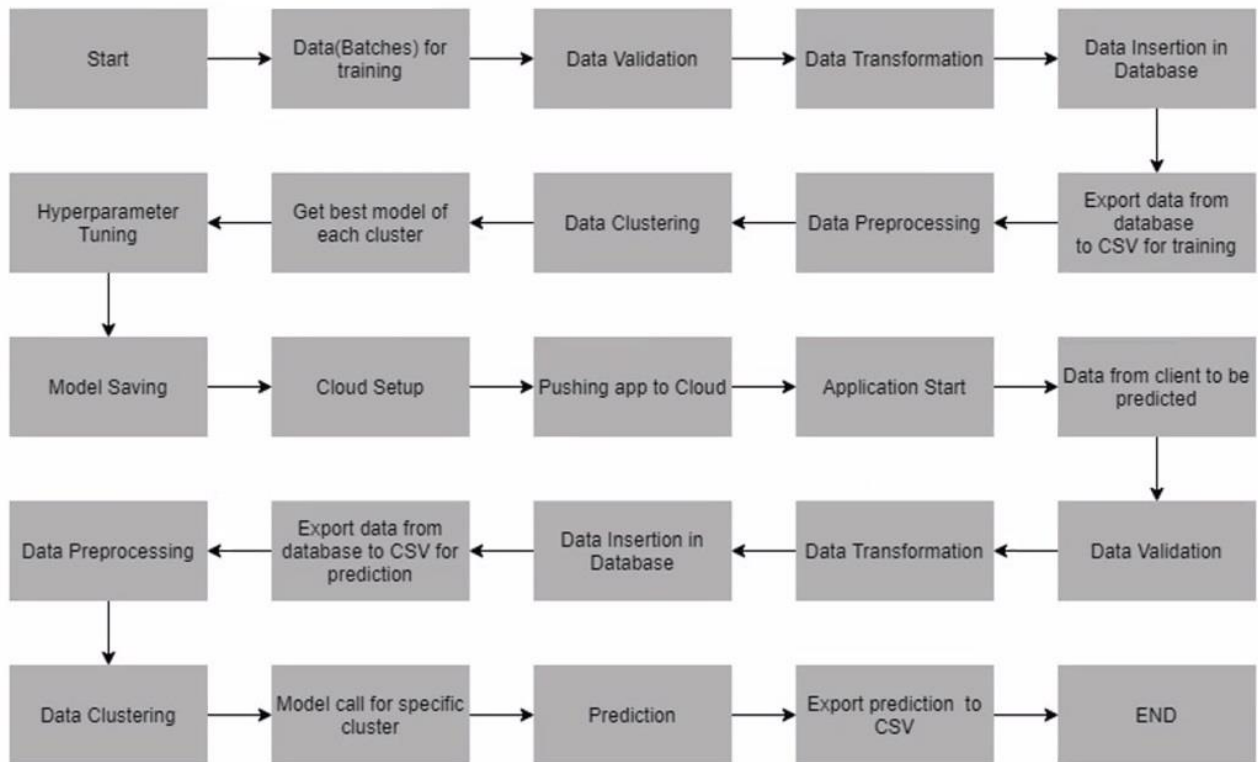 Start
Data(Batches) for
training
Data Validation
Data Transformation
Data Insertion in
Database
Export data from
database
to CSV for training
Data Preprocessing
Data Clustering
Get best model of
each cluster
Hyperparameter
Tuning
Model Saving
Cloud Setup
Pushing app to Cloud
Application Start
Data from client to be
predicted
Data Validation
Data Transformation
Data Insertion in
Database
Export data from
database to CSV for
prediction
Data Preprocessing
Data Clustering
Model call for specific
cluster
Prediction
Export prediction to
CSV
END